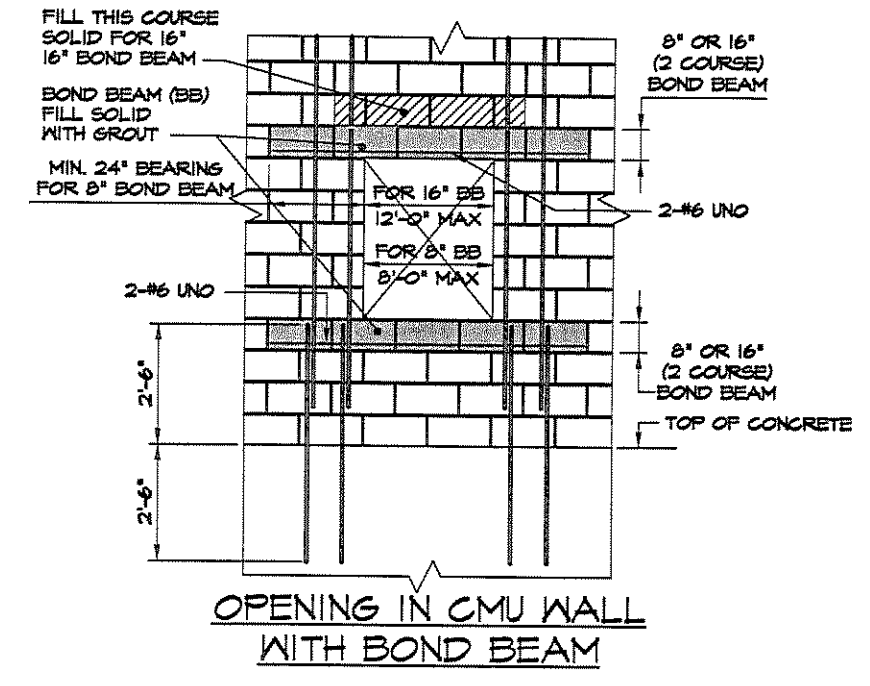 FILL THIS COURSE
SOLID FOR 16"
16" BOND BEAM
BOND BEAM (BB)
FILL SOLID
WITH GROUT
MIN. 24" BEARING
FOR 8" BOND BEAM
8" OR 16"
(2 COURSE)
BOND BEAM
FOR 16" BB
12'-0" MAX
FOR 8" BB
8'-0" MAX
2-#6 UNO
2-#6 UNO
8" OR 16"
(2 COURSE)
BOND BEAM
TOP OF CONCRETE
2'-6"
2'-6"
OPENING IN CMU WALL
WITH BOND BEAM